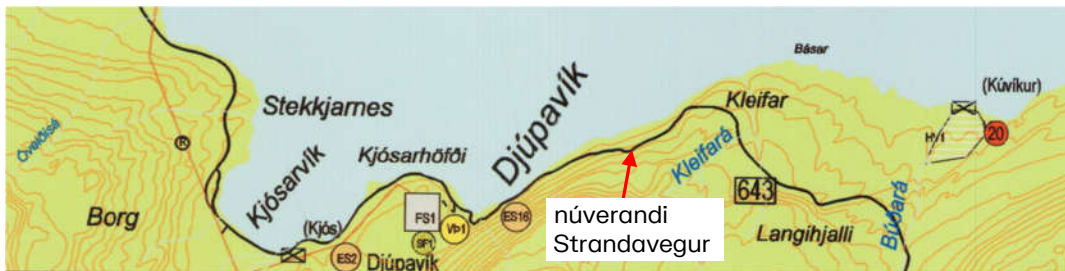 Básar
(Kúvíkur)
Kleifar
Stekkjarnes
Djúpavík
HV1
20
Kjósarhöfði
Kleifará
R
Kjósarvík
643
Borg
(Kjós)
FS1
VÞ1
ES16
núverandi
Strandavegur
Langihjalli
Búðará
SF1
ES2
Djúpavík